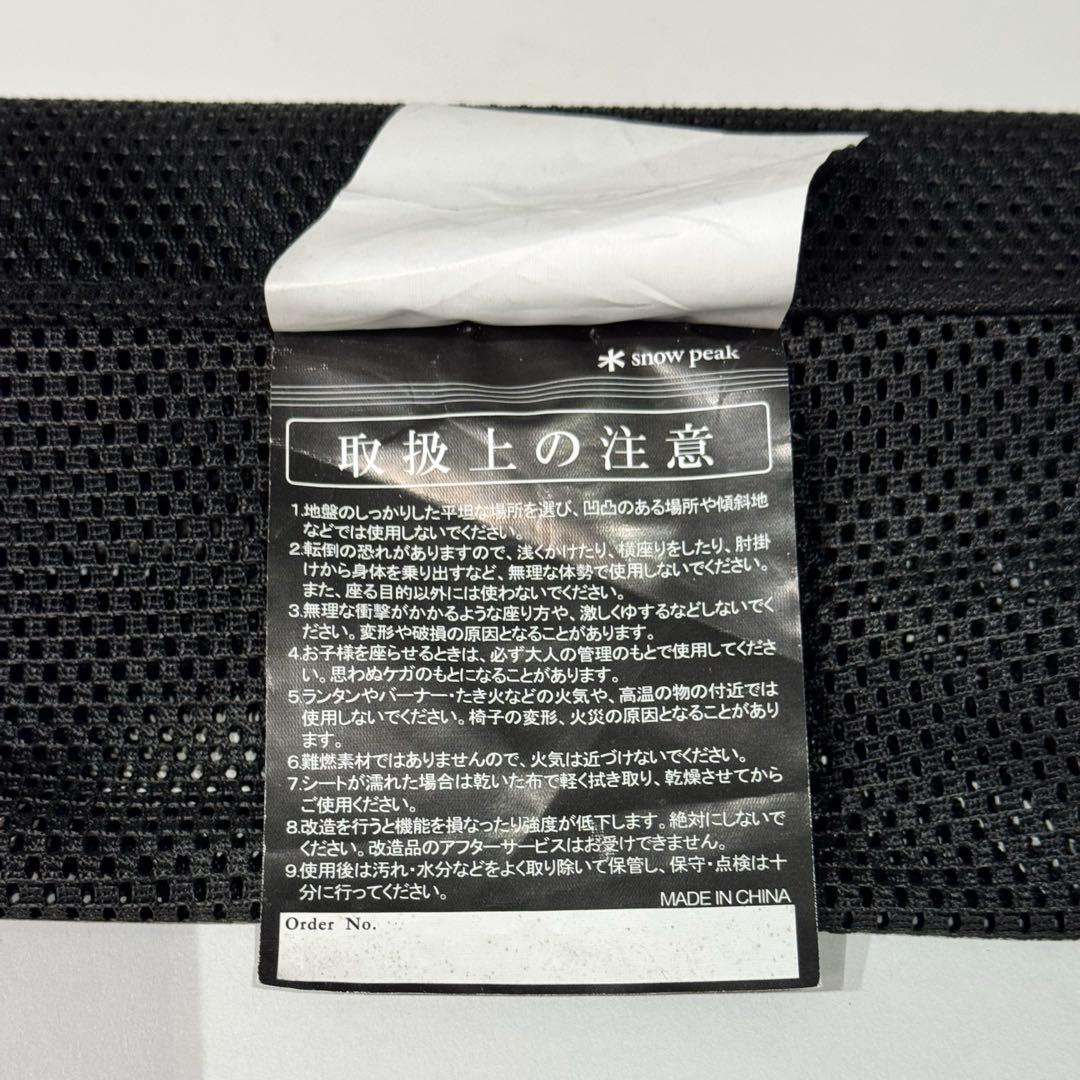 snow peak
取扱上の注意
1.地盤のしっかりした平坦な場所を選び、凹凸のある場所や傾斜地
などでは使用しないでください。
2.転倒の恐れがありますので、浅くかけたり、横座りをしたり、肘掛
けから身体を乗り出すなど、無理な体勢で使用しないでください。
また、座る目的以外には使わないでください。
3.無理な衝撃がかかるような座り方や、激しくゆするなどしないでく
ださい。変形や破損の原因となることがあります。
4.お子様を座らせるときは、必ず大人の管理のもとで使用してくださ
い。思わぬケガのもとになることがあります。
5.ランタンやバーナー・たき火などの火気や、高温の物の付近では
使用しないでください。椅子の変形、火災の原因となることがあり
ます。
6.難燃素材ではありませんので、火気は近づけないでください。
7.シートが濡れた場合は乾いた布で軽く拭き取り、乾燥させてから
ご使用ください。
8.改造を行うと機能を損なったり強度が低下します。絶対にしないで
ください。改造品のアフターサービスはお受けできません。
9.使用後は汚れ・水分などをよく取り除いて保管し、保守・点検は十
分に行ってください。
MADE IN CHINA
Order No.